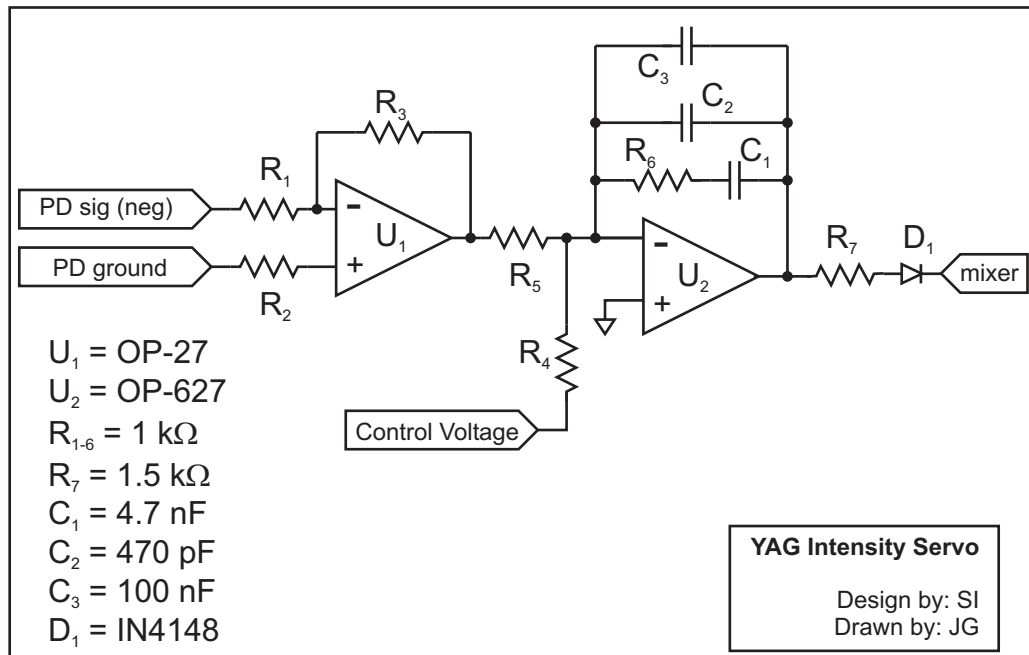 C₃
C₂
R₃
R₆
C₁
R₁
PD sig (neg)
-
U₁
R₇
D₁
PD ground
+
R₅
-
U₂
+
mixer
R₂
R₄
Control Voltage
U₁ = OP-27
U₂ = OP-627
R₁₋₆ = 1 kΩ
R₇ = 1.5 kΩ
C₁ = 4.7 nF
C₂ = 470 pF
C₃ = 100 nF
D₁ = IN4148
YAG Intensity Servo
Design by: SI
Drawn by: JG